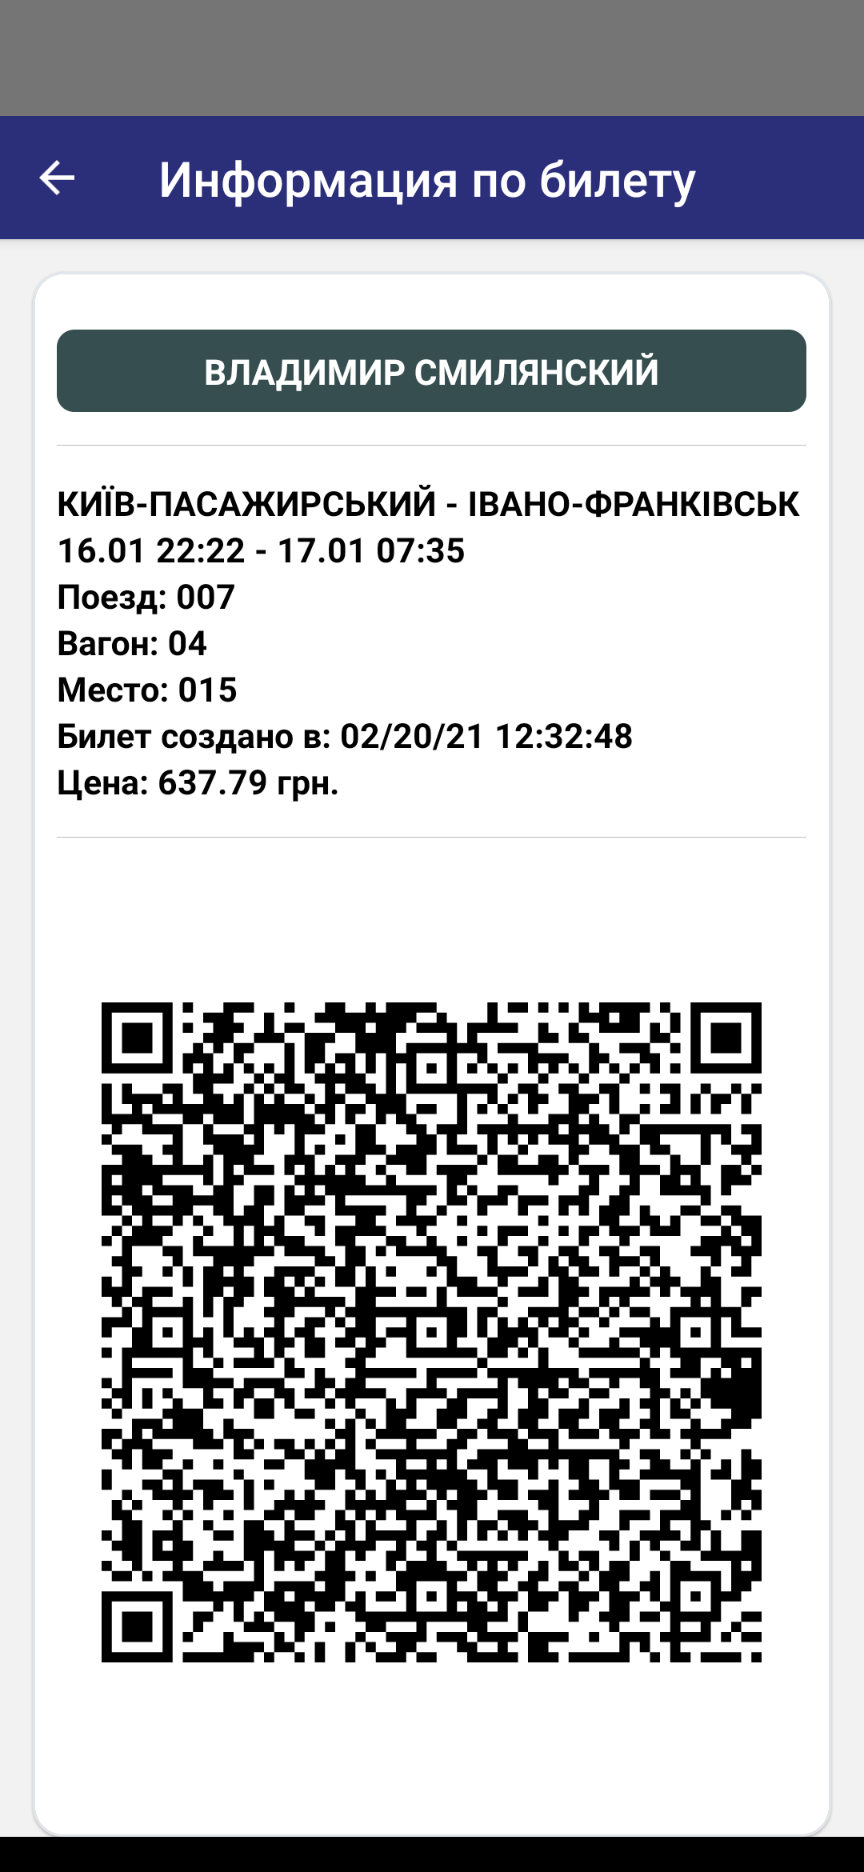 Информация по билету
ВЛАДИМИР СМИЛЯНСКИЙ
КИЇВ-ПАСАЖИРСЬКИЙ - ІВАНО-ФРАНКІВСЬК
16.01 22:22 - 17.01 07:35
Поезд: 007
Вагон: 04
Место: 015
Билет создано в: 02/20/21 12:32:48
Цена: 637.79 грн.